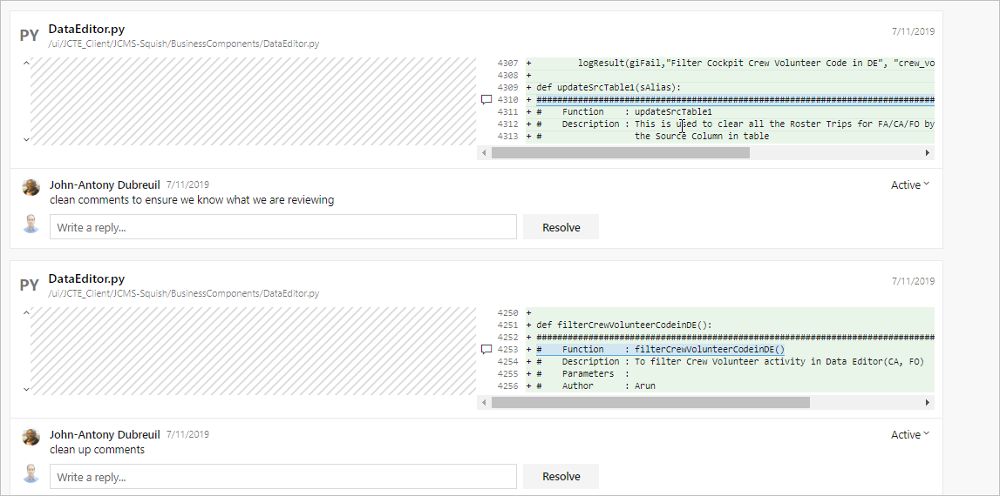 PY
DataEditor.py
7/11/2019
/ui/JCTE_Client/JCMS-Squish/BusinessComponents/DataEditor.py
4307 + logResult(giFail,"Filter Cockpit Crew Volunteer Code in DE", "crew_vo
4308 +
4309 + def updateSrcTable1(sAlias):
4310 + ##############################################################################
4311 + #    Function    : updateSrcTable1
4312 + #    Description : This is used to clear all the Roster Trips for FA/CA/FO by
4313 + #                  the Source Column in table
John-Antony Dubreuil 7/11/2019
Active
clean comments to ensure we know what we are reviewing
Write a reply...
Resolve
PY
DataEditor.py
7/11/2019
/ui/JCTE_Client/JCMS-Squish/BusinessComponents/DataEditor.py
4250 +
4251 + def filterCrewVolunteerCodeinDE():
4252 + ##############################################################################
4253 + #    Function    : filterCrewVolunteerCodeinDE()
4254 + #    Description : To filter Crew Volunteer activity in Data Editor(CA, FO)
4255 + #    Parameters  :
4256 + #    Author      : Arun
John-Antony Dubreuil 7/11/2019
Active
clean up comments
Write a reply...
Resolve